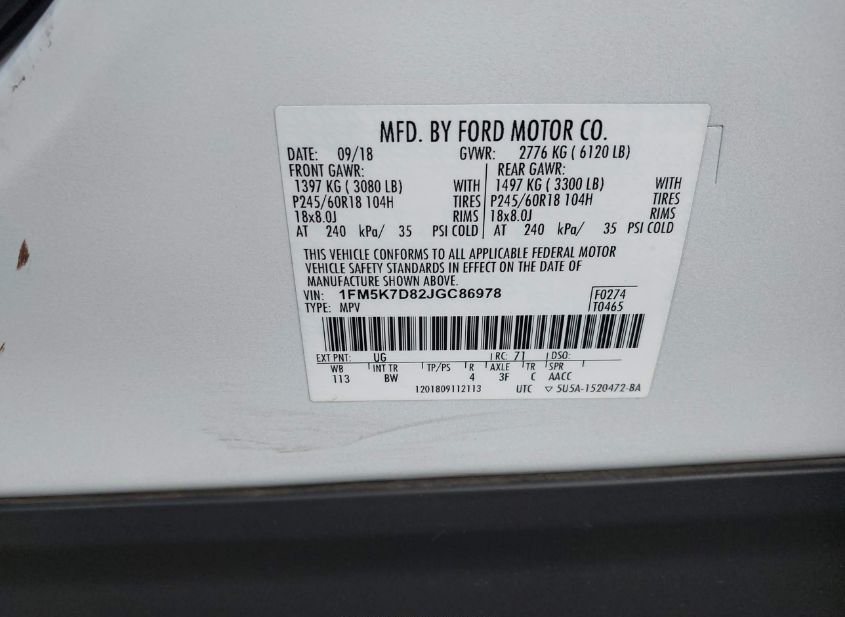 MFD. BY FORD MOTOR CO.
DATE: 09/18 GVWR: 2776 KG ( 6120 LB)
FRONT GAWR: REAR GAWR:
1397 KG ( 3080 LB) WITH 1497 KG ( 3300 LB) WITH
P245/60R18 104H TIRES P245/60R18 104H TIRES
18x8.0J RIMS 18x8.0J RIMS
AT 240 kPa/ 35 PSI COLD AT 240 kPa/ 35 PSI COLD
THIS VEHICLE CONFORMS TO ALL APPLICABLE FEDERAL MOTOR
VEHICLE SAFETY STANDARDS IN EFFECT ON THE DATE OF
MANUFACTURE SHOWN ABOVE.
VIN: 1FM5K7D82JGC86978 F0274
TYPE: MPV T0465
EXT PNT: UG RC: 71 DSO:
WB INT TR TP/PS R AXLE TR SPR
113 BW 4 3F C AACC
1201809112113 UTC ▽ 5U5A-1520472-BA